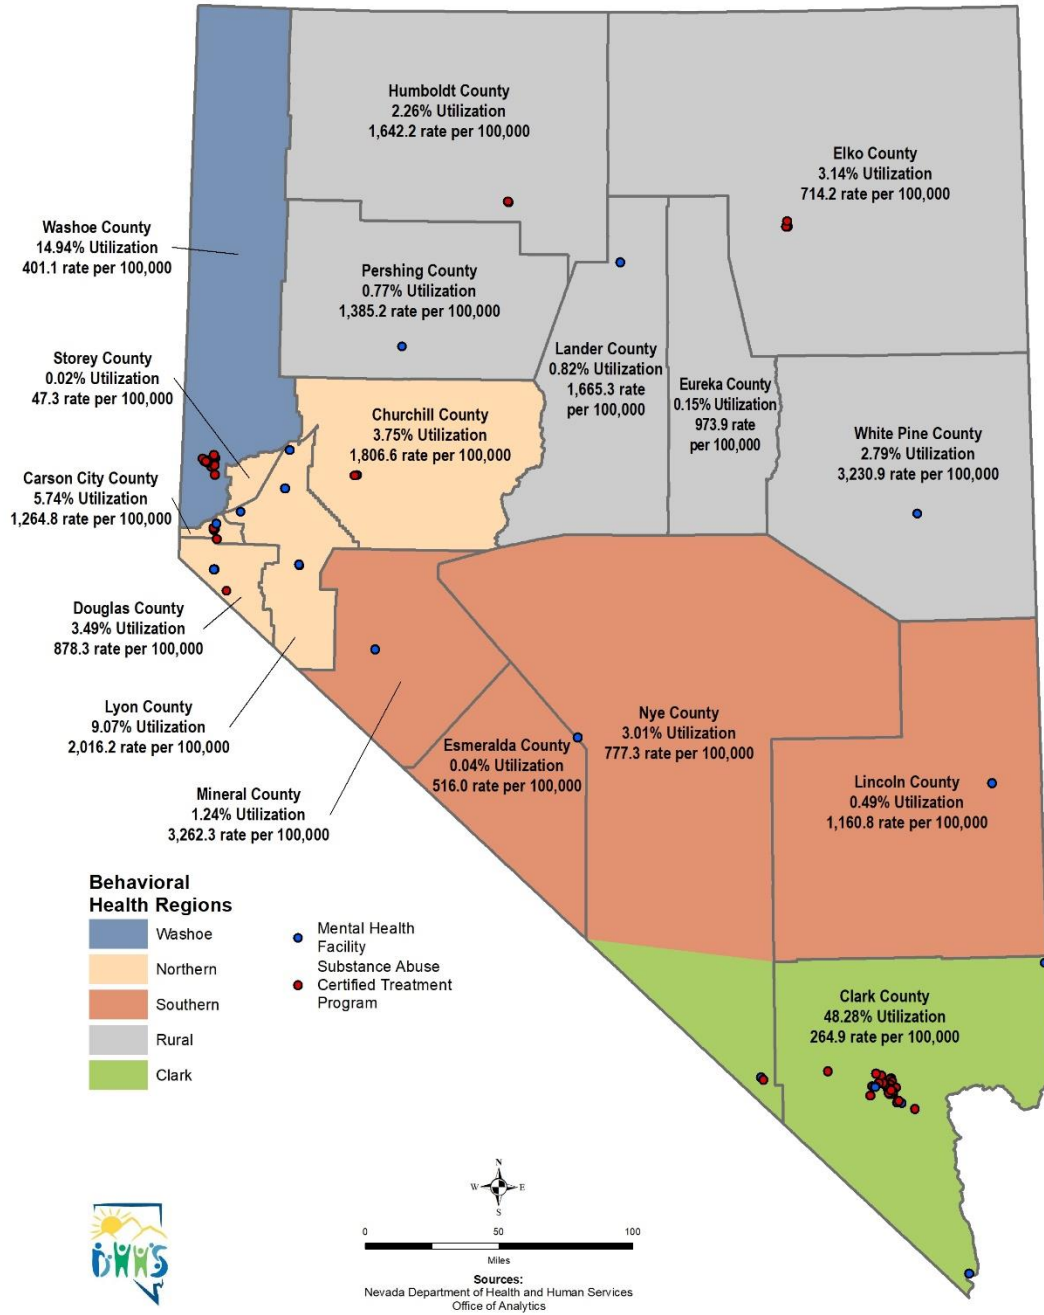 Humboldt County
2.26% Utilization
1,642.2 rate per 100,000
Elko County
3.14% Utilization
714.2 rate per 100,000
Washoe County
14.94% Utilization
401.1 rate per 100,000
Pershing County
0.77% Utilization
1,385.2 rate per 100,000
Storey County
0.02% Utilization
47.3 rate per 100,000
Lander County
0.82% Utilization
1,665.3 rate
per 100,000
Eureka County
0.15% Utilization
973.9 rate
per 100,000
Churchill County
3.75% Utilization
1,806.6 rate per 100,000
White Pine County
2.79% Utilization
3,230.9 rate per 100,000
Carson City County
5.74% Utilization
1,264.8 rate per 100,000
Douglas County
3.49% Utilization
878.3 rate per 100,000
Lyon County
9.07% Utilization
2,016.2 rate per 100,000
Nye County
3.01% Utilization
777.3 rate per 100,000
Esmeralda County
0.04% Utilization
516.0 rate per 100,000
Lincoln County
0.49% Utilization
1,160.8 rate per 100,000
Mineral County
1.24% Utilization
3,262.3 rate per 100,000
Behavioral
Health Regions
Washoe
Northern
Southern
Rural
Clark
Mental Health
Facility
Substance Abuse
Certified Treatment
Program
Clark County
48.28% Utilization
264.9 rate per 100,000
N
W E
S
0 50 100
Miles
DHHS
Sources:
Nevada Department of Health and Human Services
Office of Analytics